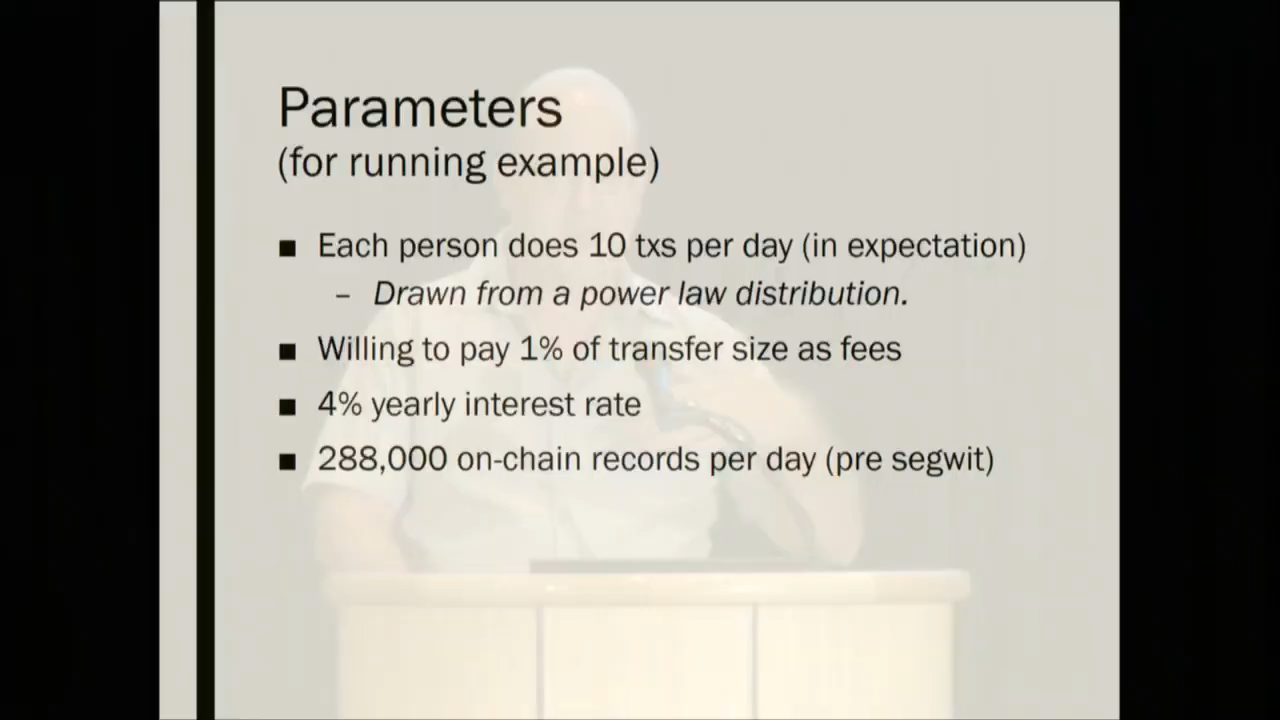 Parameters
(for running example)
■ Each person does 10 txs per day (in expectation)
– Drawn from a power law distribution.
■ Willing to pay 1% of transfer size as fees
■ 4% yearly interest rate
■ 288,000 on-chain records per day (pre segwit)